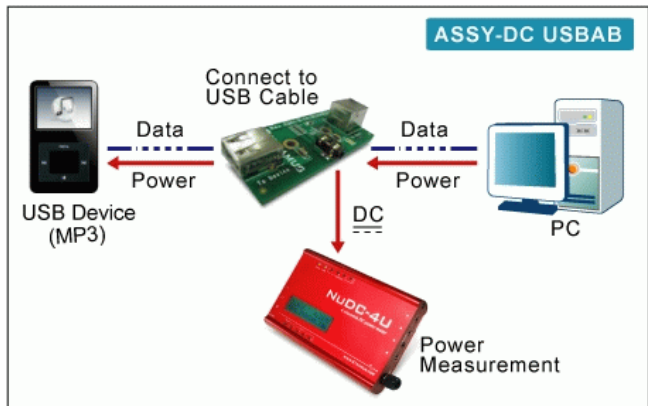 ASSY-DC USBAB
Connect to
USB Cable
Data
Data
Power
Power
USB Device
(MP3)
PC
DC
NuDC-4U
Power
Measurement